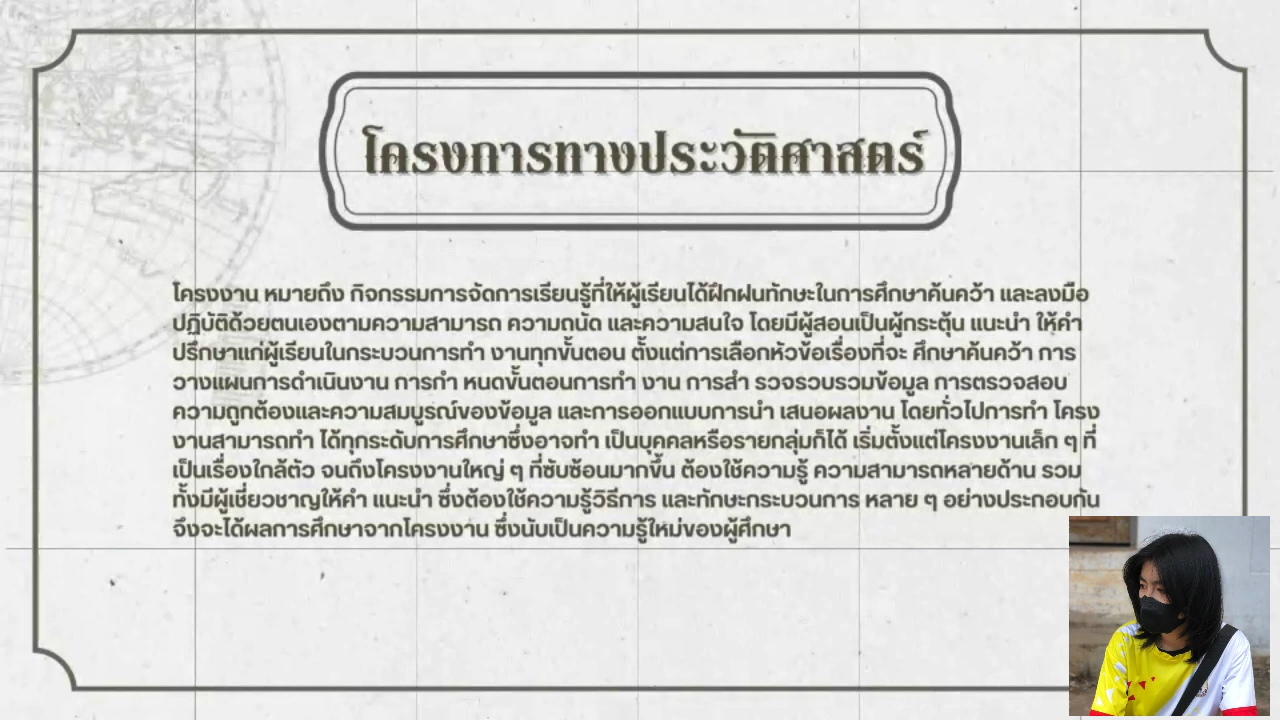 โครงการทางประวัติศาสตร์
โครงงาน หมายถึง กิจกรรมการจัดการเรียนรู้ที่ให้ผู้เรียนได้ฝึกฝนทักษะในการศึกษาค้นคว้า และลงมือ
ปฏิบัติด้วยตนเองตามความสามารถ ความถนัด และความสนใจ โดยมีผู้สอนเป็นผู้กระตุ้น แนะนำ ให้คำ
ปรึกษาแก่ผู้เรียนในกระบวนการทำ งานทุกขั้นตอน ตั้งแต่การเลือกหัวข้อเรื่องที่จะ ศึกษาค้นคว้า การ
วางแผนการดำเนินงาน การกำ หนดขั้นตอนการทำ งาน การสำ รวจรวบรวมข้อมูล การตรวจสอบ
ความถูกต้องและความสมบูรณ์ของข้อมูล และการออกแบบการนำ เสนอผลงาน โดยทั่วไปการทำ โครง
งานสามารถทำ ได้ทุกระดับการศึกษาซึ่งอาจทำ เป็นบุคคลหรือรายกลุ่มก็ได้ เริ่มตั้งแต่โครงงานเล็ก ๆ ที่
เป็นเรื่องใกล้ตัว จนถึงโครงงานใหญ่ ๆ ที่ซับซ้อนมากขึ้น ต้องใช้ความรู้ ความสามารถหลายด้าน รวม
ทั้งมีผู้เชี่ยวชาญให้คำ แนะนำ ซึ่งต้องใช้ความรู้วิธีการ และทักษะกระบวนการ หลาย ๆ อย่างประกอบกัน
จึงจะได้ผลการศึกษาจากโครงงาน ซึ่งนับเป็นความรู้ใหม่ของผู้ศึกษา